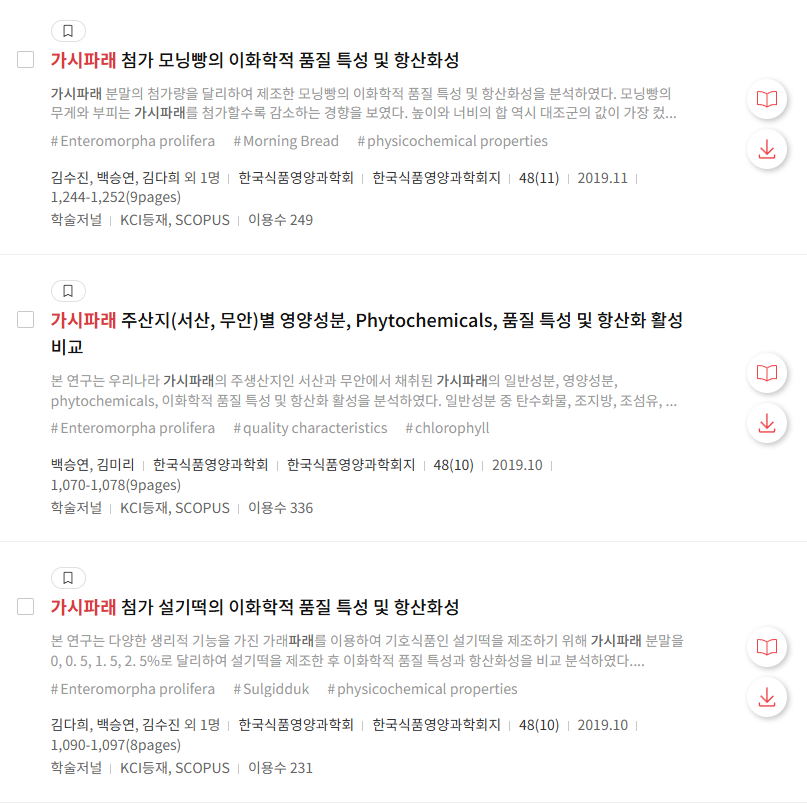 가시파래 첨가 모닝빵의 이화학적 품질 특성 및 항산화성
가시파래 분말의 첨가량을 달리하여 제조한 모닝빵의 이화학적 품질 특성 및 항산화성을 분석하였다. 모닝빵의
무게와 부피는 가시파래를 첨가할수록 감소하는 경향을 보였다. 높이와 너비의 합 역시 대조군의 값이 가장 컸...
#Enteromorpha prolifera #Morning Bread #physicochemical properties
김수진, 백승연, 김다희 외 1명 | 한국식품영양과학회 | 한국식품영양과학회지 | 48(11) | 2019.11 |
1,244-1,252(9pages)
학술저널 | KCI등재, SCOPUS | 이용수 249
가시파래 주산지(서산, 무안)별 영양성분, Phytochemicals, 품질 특성 및 항산화 활성
비교
본 연구는 우리나라 가시파래의 주생산지인 서산과 무안에서 채취된 가시파래의 일반성분, 영양성분,
phytochemicals, 이화학적 품질 특성 및 항산화 활성을 분석하였다. 일반성분 중 탄수화물, 조지방, 조섬유, ...
#Enteromorpha prolifera #quality characteristics #chlorophyll
백승연, 김미리 | 한국식품영양과학회 | 한국식품영양과학회지 | 48(10) | 2019.10 |
1,070-1,078(9pages)
학술저널 | KCI등재, SCOPUS | 이용수 336
가시파래 첨가 설기떡의 이화학적 품질 특성 및 항산화성
본 연구는 다양한 생리적 기능을 가진 가래파래를 이용하여 기호식품인 설기떡을 제조하기 위해 가시파래 분말을
0, 0. 5, 1. 5, 2. 5%로 달리하여 설기떡을 제조한 후 이화학적 품질 특성과 항산화성을 비교 분석하였다....
#Enteromorpha prolifera #Sulgidduk #physicochemical properties
김다희, 백승연, 김수진 외 1명 | 한국식품영양과학회 | 한국식품영양과학회지 | 48(10) | 2019.10 |
1,090-1,097(8pages)
학술저널 | KCI등재, SCOPUS | 이용수 231